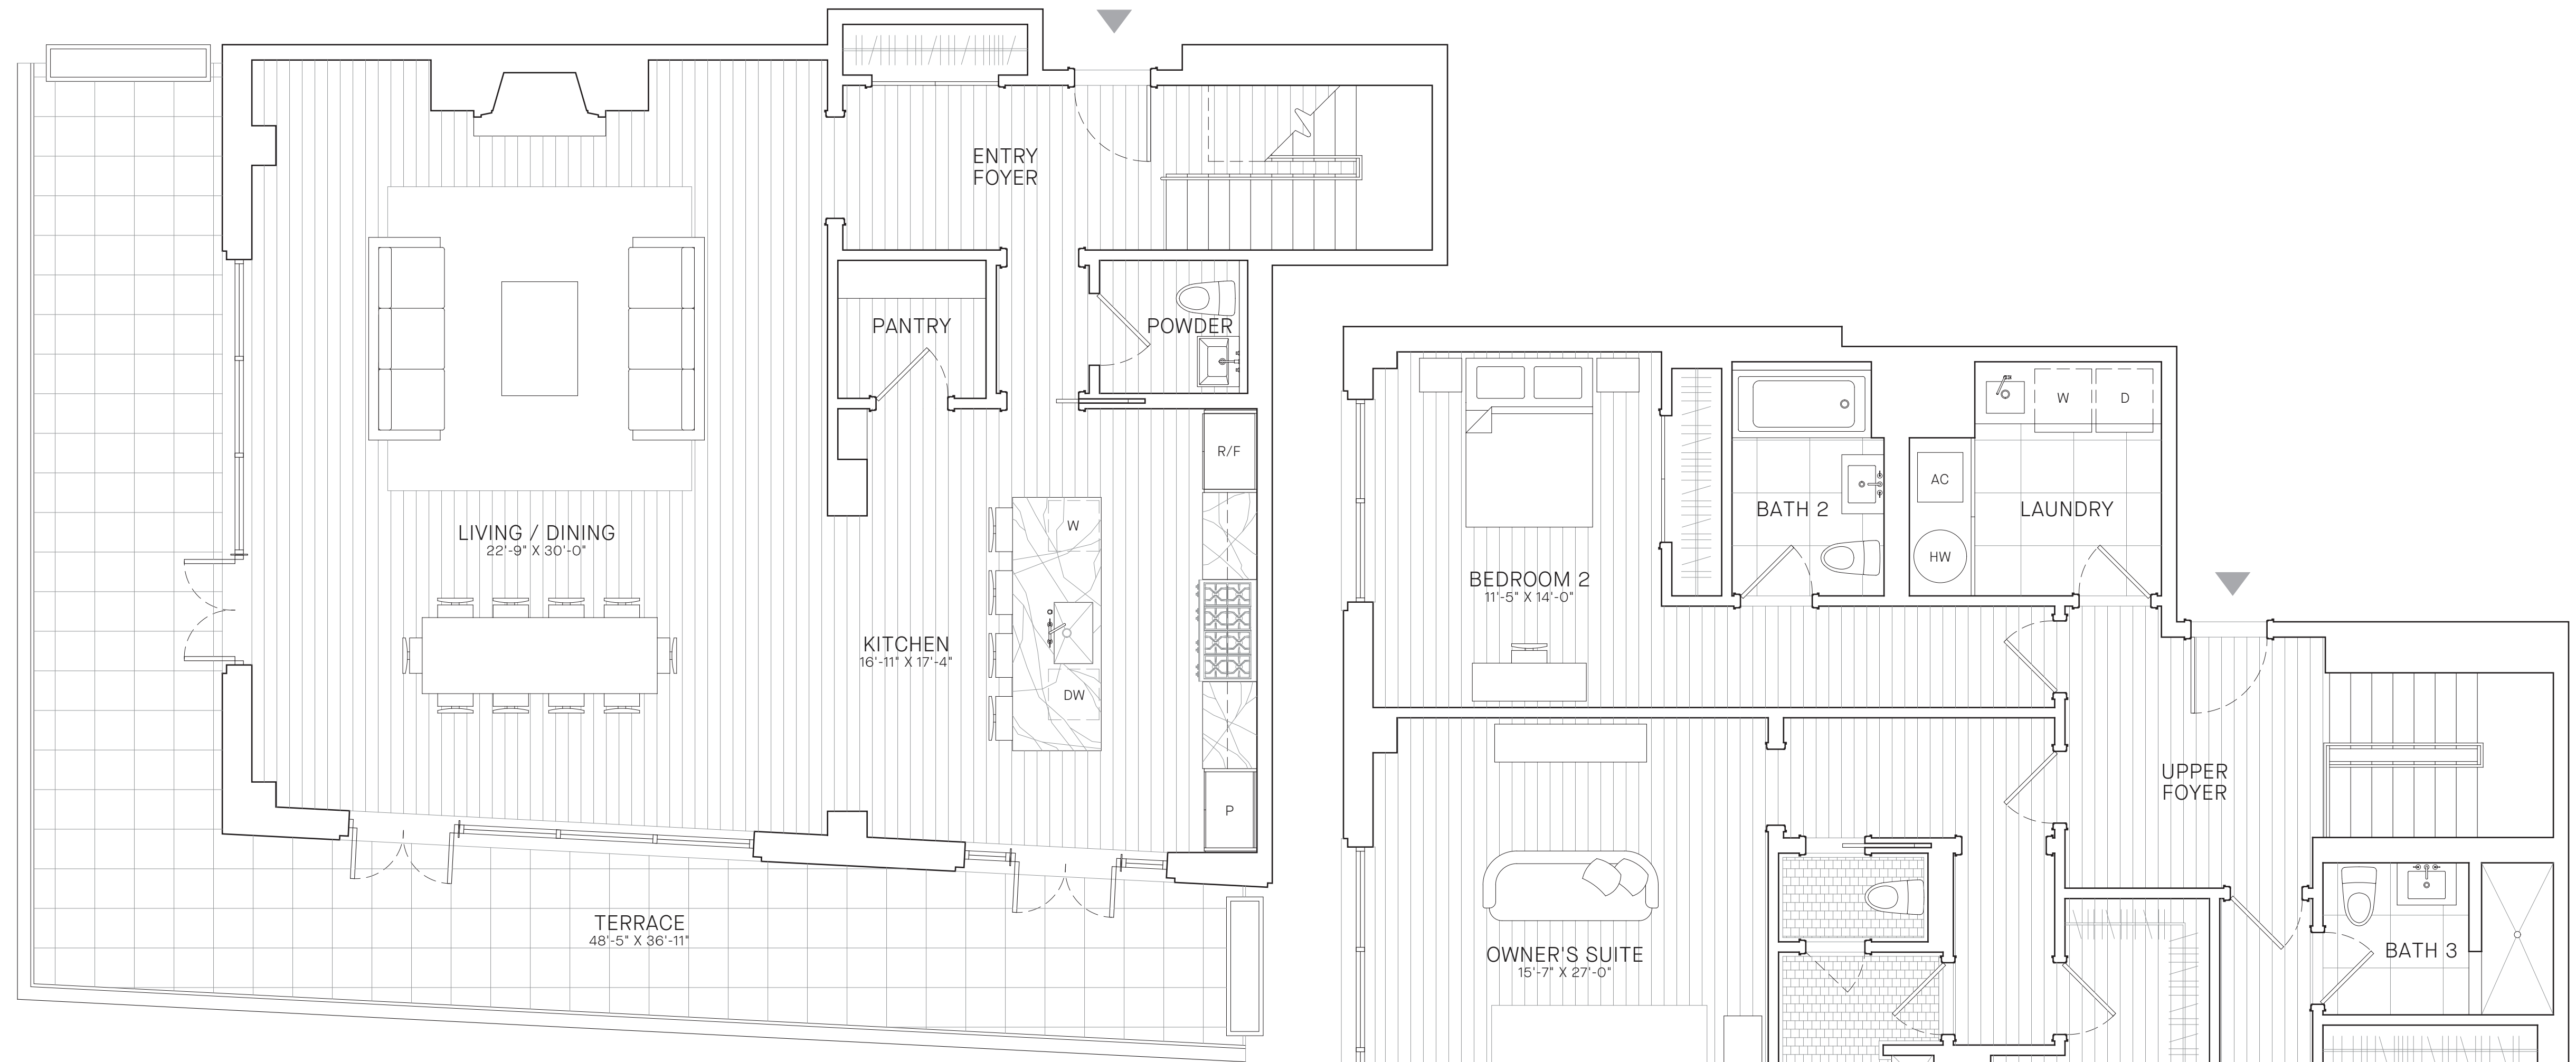 ENTRY
FOYER
PANTRY
POWDER
R/F
LIVING / DINING
22'-9" X 30'-0"
W
KITCHEN
16'-11" X 17'-4"
DW
P
TERRACE
48'-5" X 36'-11"
W
D
AC
BATH 2
LAUNDRY
HW
BEDROOM 2
11'-5" X 14'-0"
UPPER
FOYER
OWNER'S SUITE
15'-7" X 27'-0"
BATH 3